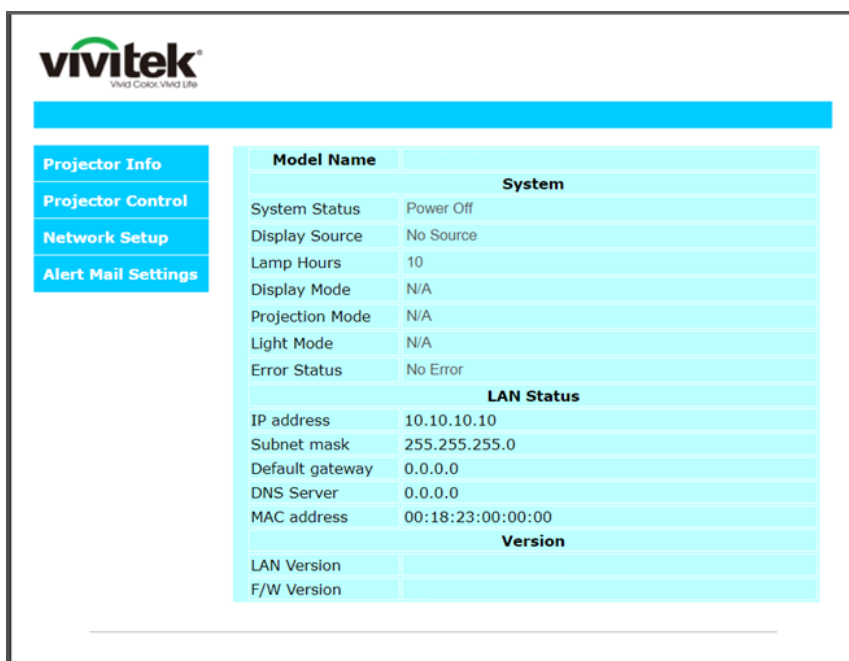 vivitek®
Vivid Color, Vivid Life
Projector Info
Projector Control
Network Setup
Alert Mail Settings
Model Name
System
System Status Power Off
Display Source No Source
Lamp Hours 10
Display Mode N/A
Projection Mode N/A
Light Mode N/A
Error Status No Error
LAN Status
IP address 10.10.10.10
Subnet mask 255.255.255.0
Default gateway 0.0.0.0
DNS Server 0.0.0.0
MAC address 00:18:23:00:00:00
Version
LAN Version
F/W Version